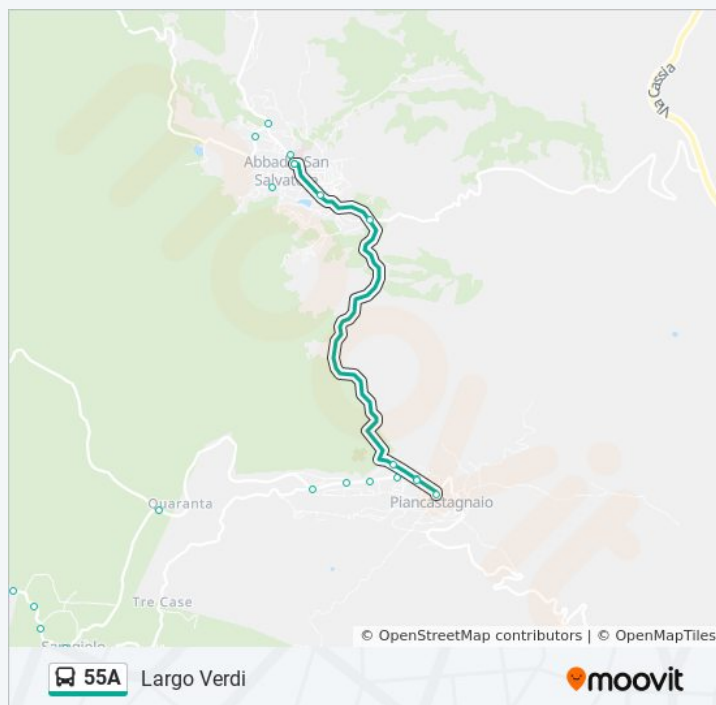 Via Cassia
Abbadia San
Salvatore
Piancastagnaio
Quaranta
Tre Case
© OpenStreetMap contributors | © OpenMapTiles
55A
Largo Verdi
moovit